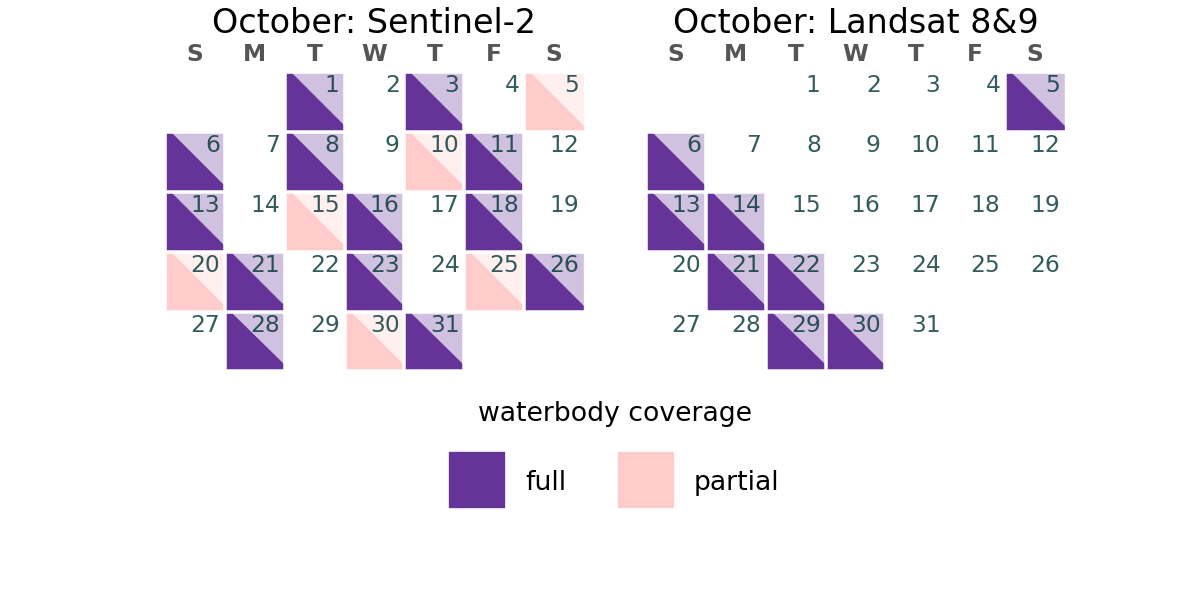 October: Sentinel-2
S M T W T F S
1 2 3 4 5
6 7 8 9 10 11 12
13 14 15 16 17 18 19
20 21 22 23 24 25 26
27 28 29 30 31
October: Landsat 8&9
S M T W T F S
1 2 3 4 5
6 7 8 9 10 11 12
13 14 15 16 17 18 19
20 21 22 23 24 25 26
27 28 29 30 31
waterbody coverage
full partial